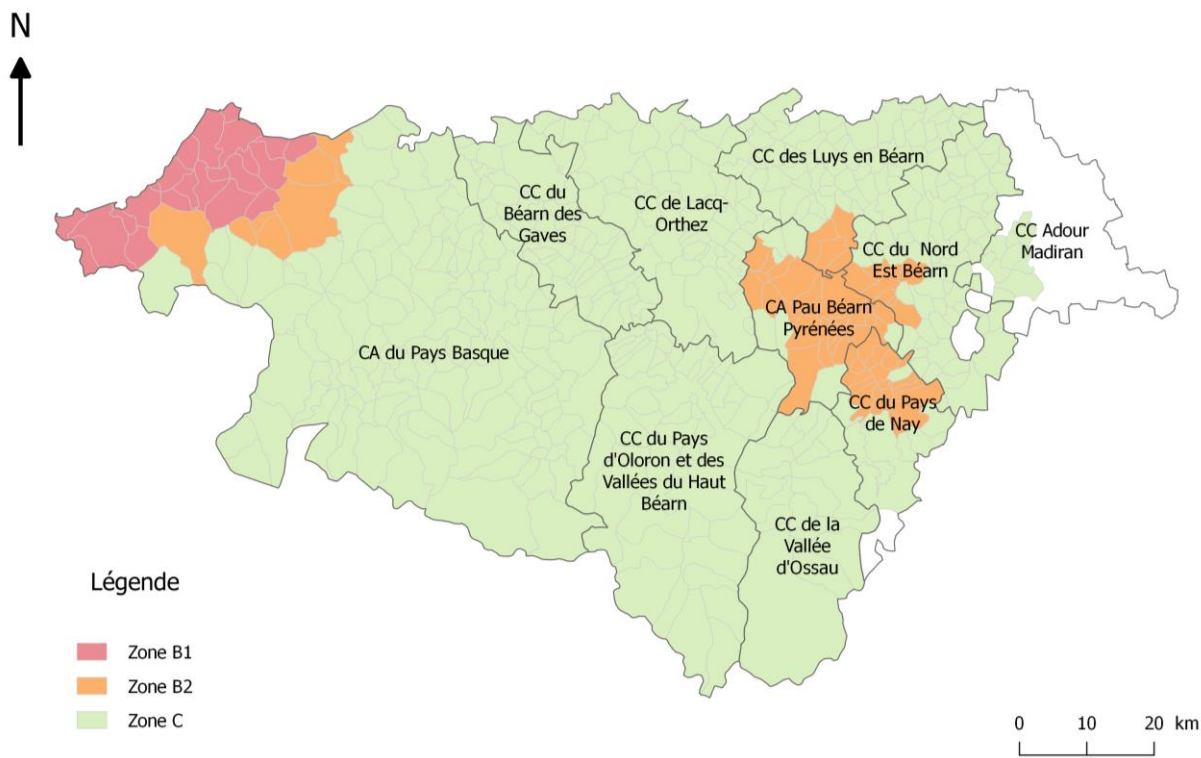 N
CC des Luys en Béarn
CC du
Béarn des
Gaves
CC de Lacq-
Orthez
CC du Nord
Est Béarn
CC Adour
Madiran
CA Pau Béarn
Pyrénées
CA du Pays Basque
CC du Pays
de Nay
CC du Pays
d'Oloron et des
Vallées du Haut
Béarn
CC de la
Vallée
d'Ossau
Légende
Zone B1
Zone B2
Zone C
0 10 20 km